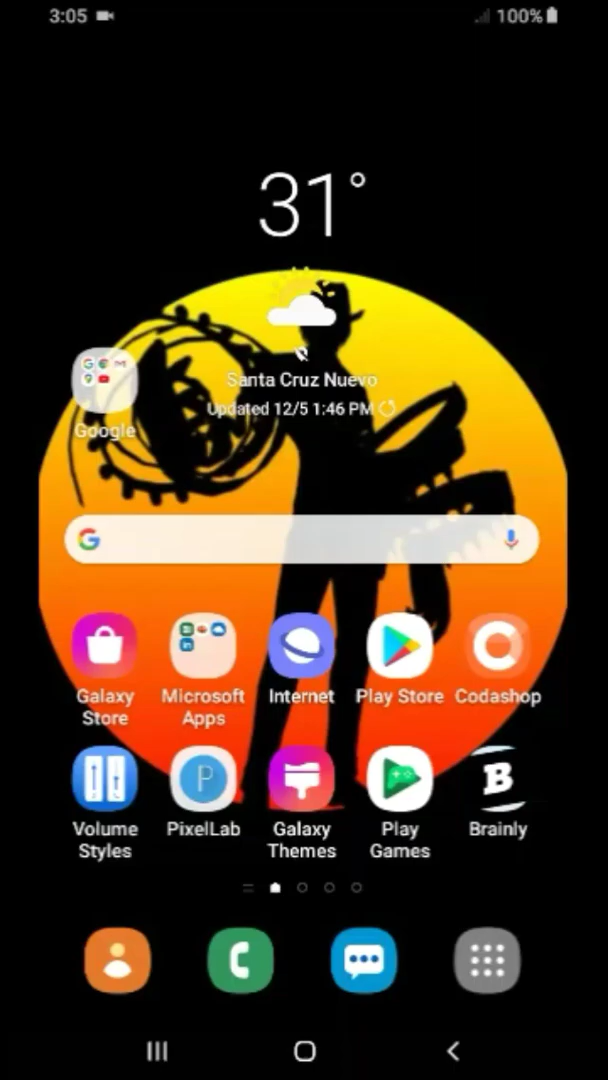 3:05
100%
31°
Santa Cruz Nuevo
Updated 12/5 1:46 PM
Google
Galaxy Store
Microsoft Apps
Internet
Play Store
Codashop
Volume Styles
PixelLab
Galaxy Themes
Play Games
Brainly